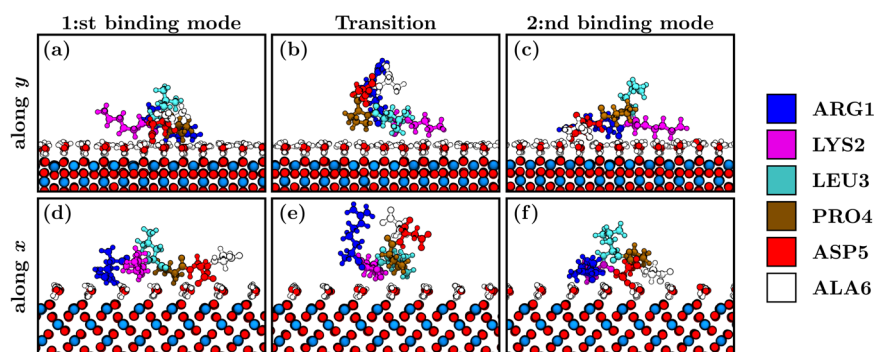 1:st binding mode
Transition
2:nd binding mode
along y
(a)
(b)
(c)
along x
(d)
(e)
(f)
ARG1
LYS2
LEU3
PRO4
ASP5
ALA6